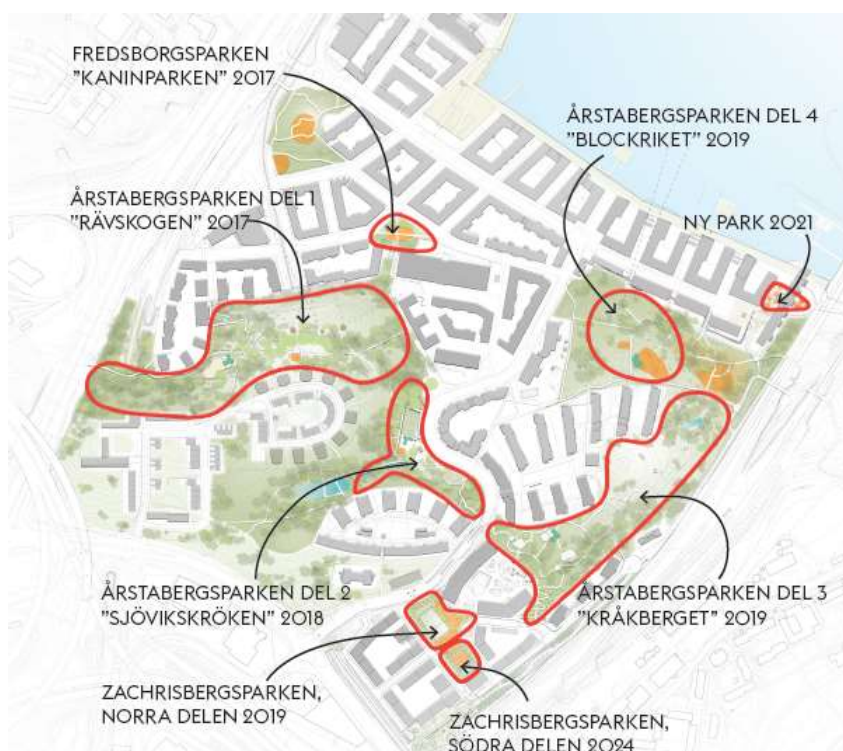 FREDSBORGSPARKEN
”KANINPARKEN” 2017
ÅRSTABERGSPARKEN DEL 4
”BLOCKRIKET” 2019
ÅRSTABERGSPARKEN DEL 1
”RÄVSKOGEN” 2017
NY PARK 2021
ÅRSTABERGSPARKEN DEL 2
”SJÖVIKSKRÖKEN” 2018
ÅRSTABERGSPARKEN DEL 3
”KRÅKBERGET” 2019
ZACHRISBERGSPARKEN,
NORRA DELEN 2019
ZACHRISBERGSPARKEN,
SÖDRA DELEN 2024